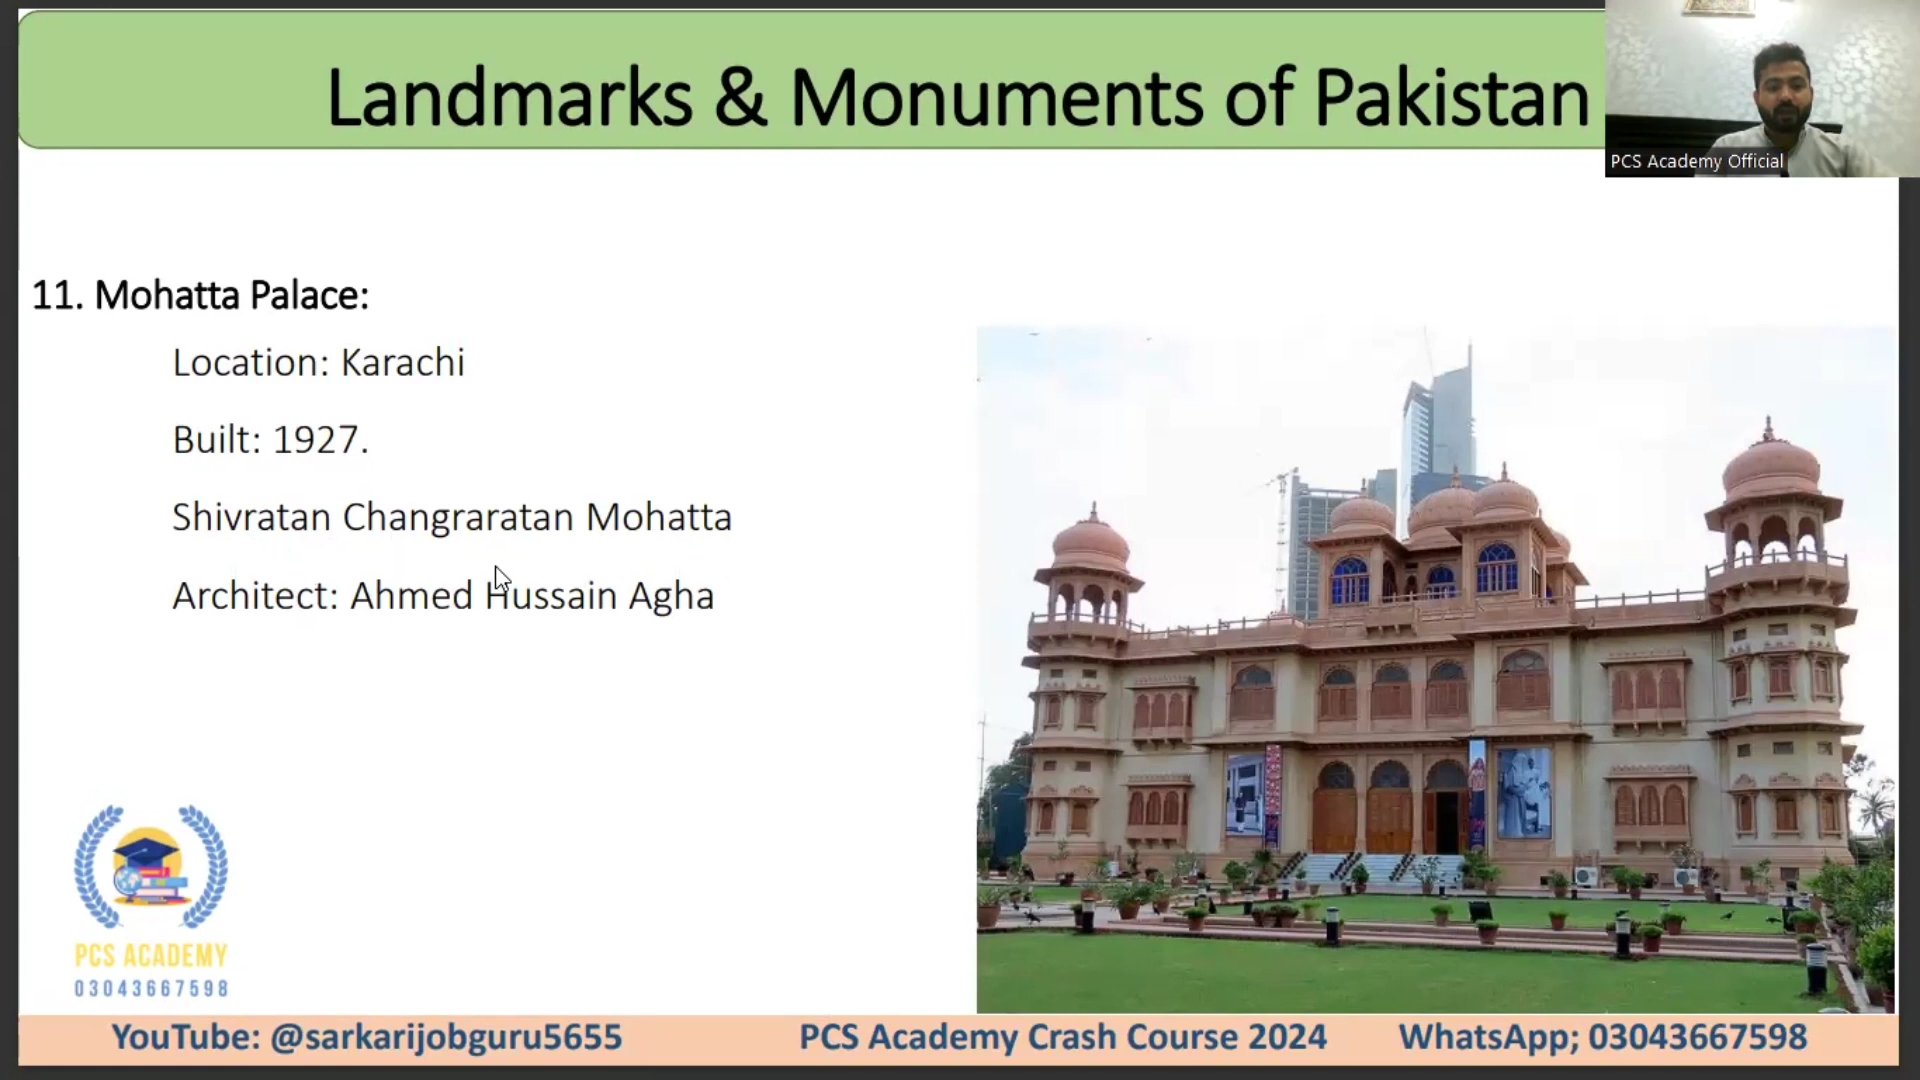 Landmarks & Monuments of Pakistan
PCS Academy Official
11. Mohatta Palace:
Location: Karachi
Built: 1927.
Shivratan Changraratan Mohatta
Architect: Ahmed Hussain Agha
PCS ACADEMY
03043667598
YouTube: @sarkarijobguru5655
PCS Academy Crash Course 2024
WhatsApp; 03043667598